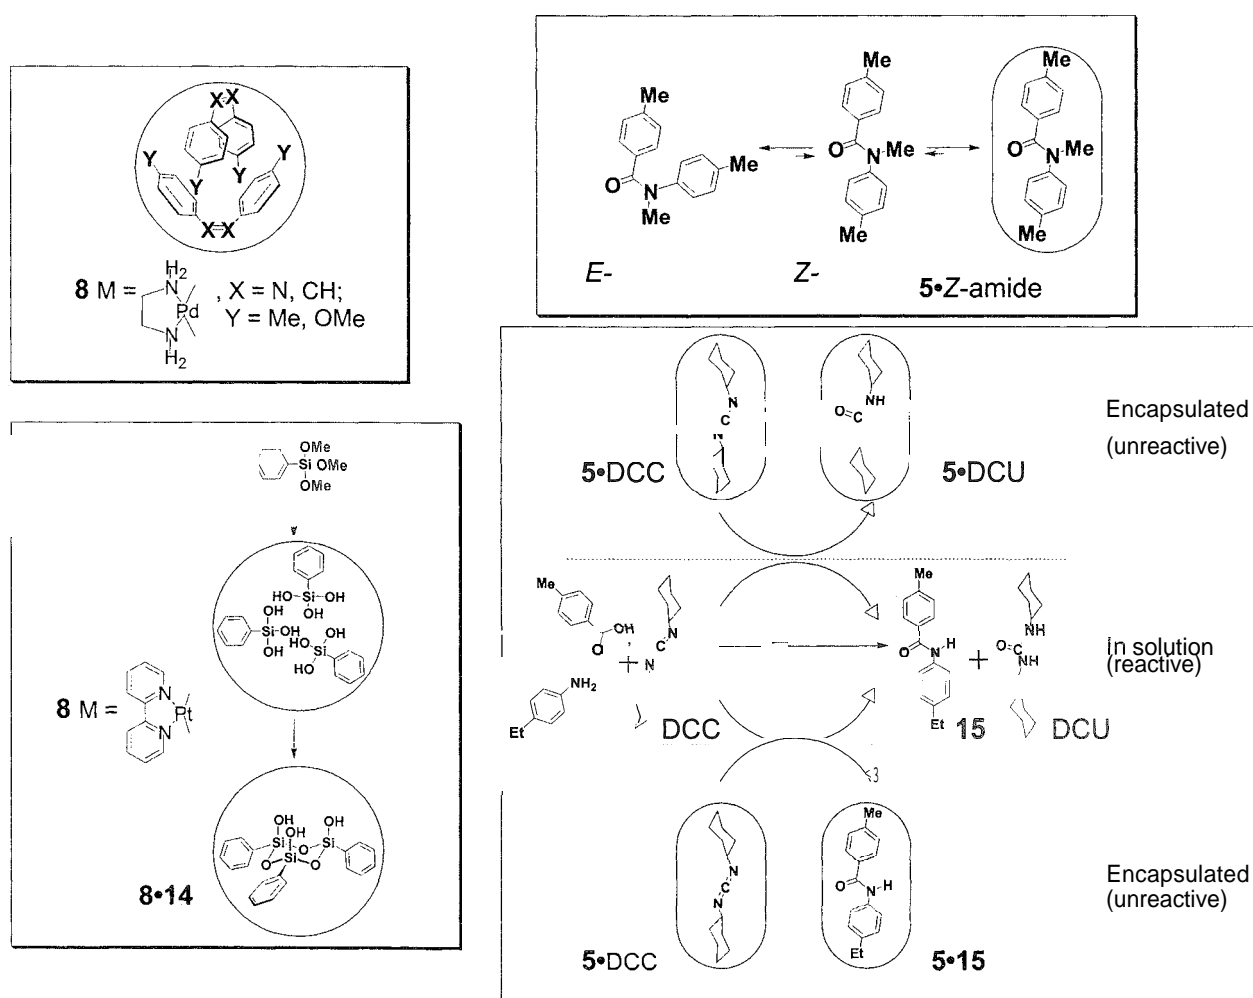 X=X
Y
Y
Y
Y
X=X
8 M =
H2
N
Pd
N
H2
, X = N, CH;
Y = Me, OMe
Me
Me
O
N
Me
E-
Me
O
N
Me
Me
Z-
Me
O
N
Me
Me
5•Z-amide
OMe
Si OMe
OMe
OH
Si
OH
OH
OH
Si
OH
OH
OH
HO
Si
HO
8 M =
N
Pt
N
OH
OH
OH
Si
Si
Si
O
O
O
8•14
N
C
N
5•DCC
NH
O=C
5•DCU
Encapsulated
(unreactive)
Me
OH
O
,
+
N
C
N
NH2
Et
DCC
Me
O
N
H
Et
15
+
NH
O=C
NH
DCU
In solution
(reactive)
N
C
N
5•DCC
Me
O
N-H
Et
5•15
<3
Encapsulated
(unreactive)